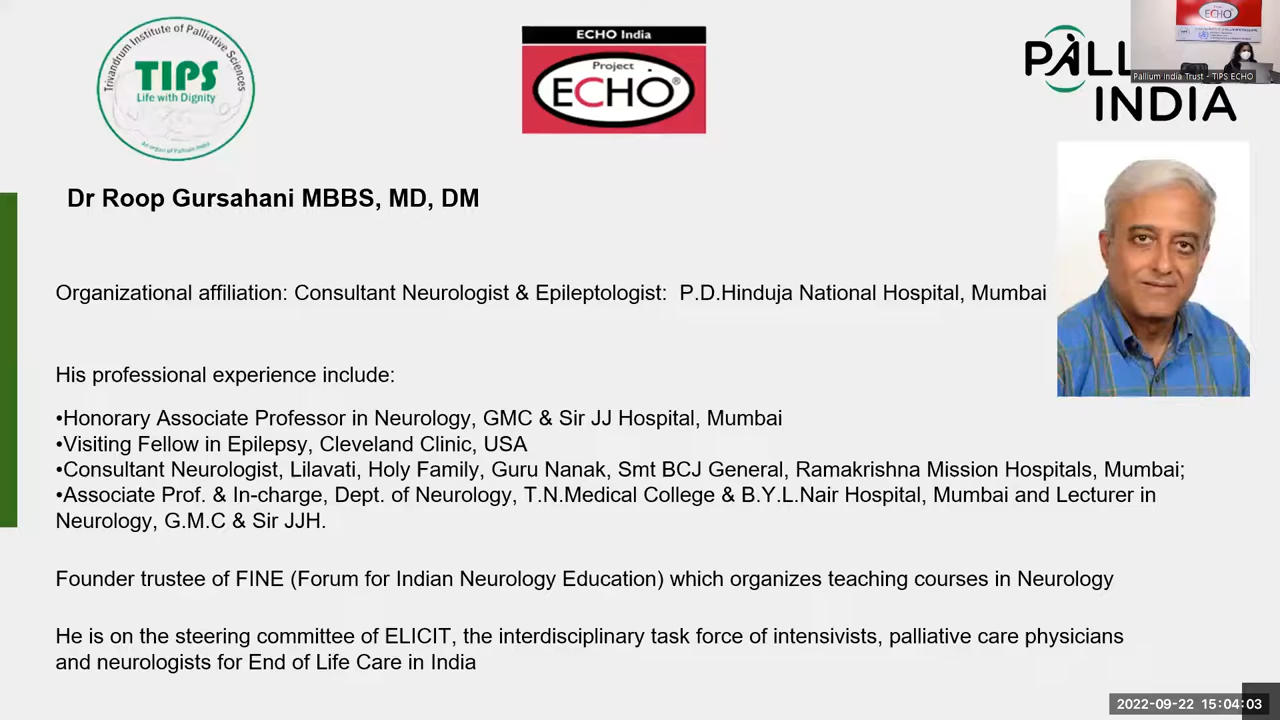 Trivandrum Institute of Palliative Sciences
TIPS
Life with Dignity
An organ of Pallium India
ECHO India
Project
ECHO®
PALL
INDIA
ECHO
Pallium India Trust - TIPS ECHO
Dr Roop Gursahani MBBS, MD, DM
Organizational affiliation: Consultant Neurologist & Epileptologist:  P.D.Hinduja National Hospital, Mumbai
His professional experience include:
•Honorary Associate Professor in Neurology, GMC & Sir JJ Hospital, Mumbai
•Visiting Fellow in Epilepsy, Cleveland Clinic, USA
•Consultant Neurologist, Lilavati, Holy Family, Guru Nanak, Smt BCJ General, Ramakrishna Mission Hospitals, Mumbai;
•Associate Prof. & In-charge, Dept. of Neurology, T.N.Medical College & B.Y.L.Nair Hospital, Mumbai and Lecturer in
Neurology, G.M.C & Sir JJH.
Founder trustee of FINE (Forum for Indian Neurology Education) which organizes teaching courses in Neurology
He is on the steering committee of ELICIT, the interdisciplinary task force of intensivists, palliative care physicians
and neurologists for End of Life Care in India
2022-09-22 15:04:03